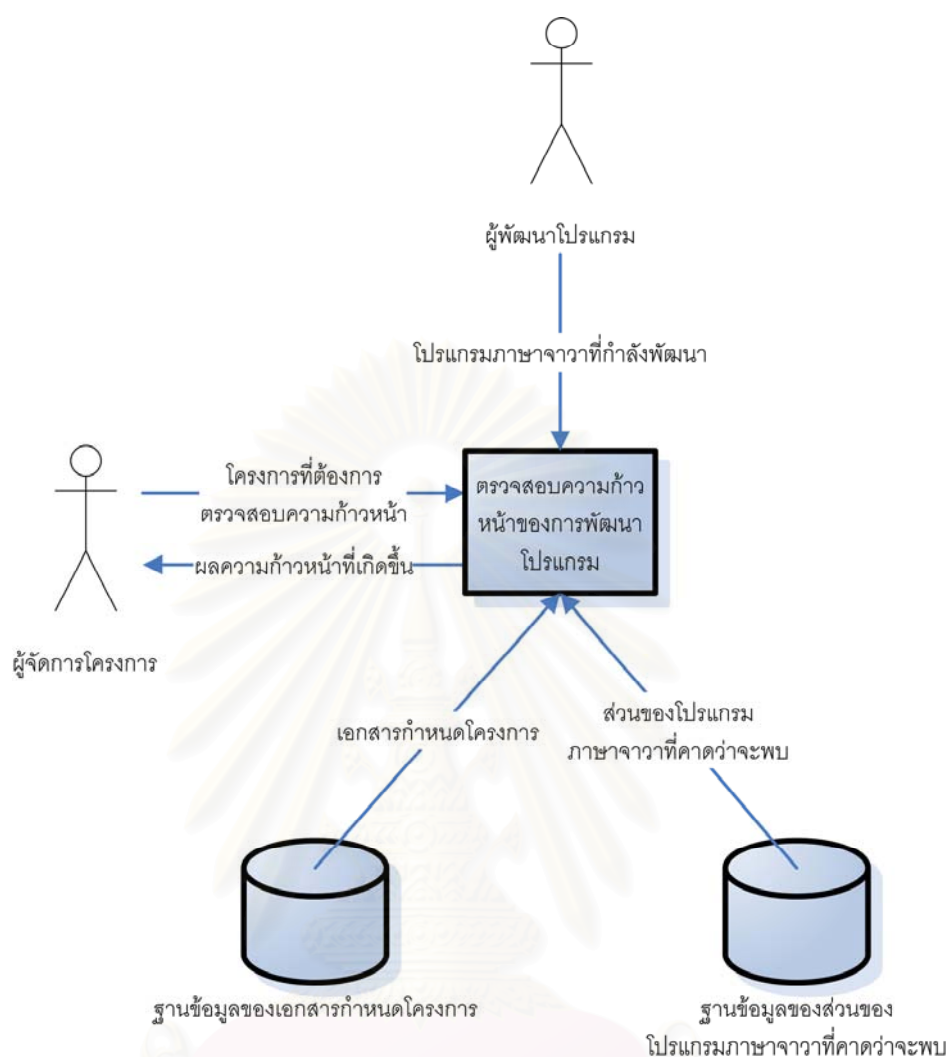 ผู้พัฒนาโปรแกรม
โปรแกรมภาษาจาวาที่กำลังพัฒนา
โครงการที่ต้องการ
ตรวจสอบความก้าวหน้า
ผลความก้าวหน้าที่เกิดขึ้น
ตรวจสอบความก้าว
หน้าของการพัฒนา
โปรแกรม
ผู้จัดการโครงการ
เอกสารกำหนดโครงการ
ส่วนของโปรแกรม
ภาษาจาวาที่คาดว่าจะพบ
ฐานข้อมูลของเอกสารกำหนดโครงการ
ฐานข้อมูลของส่วนของ
โปรแกรมภาษาจาวาที่คาดว่าจะพบ